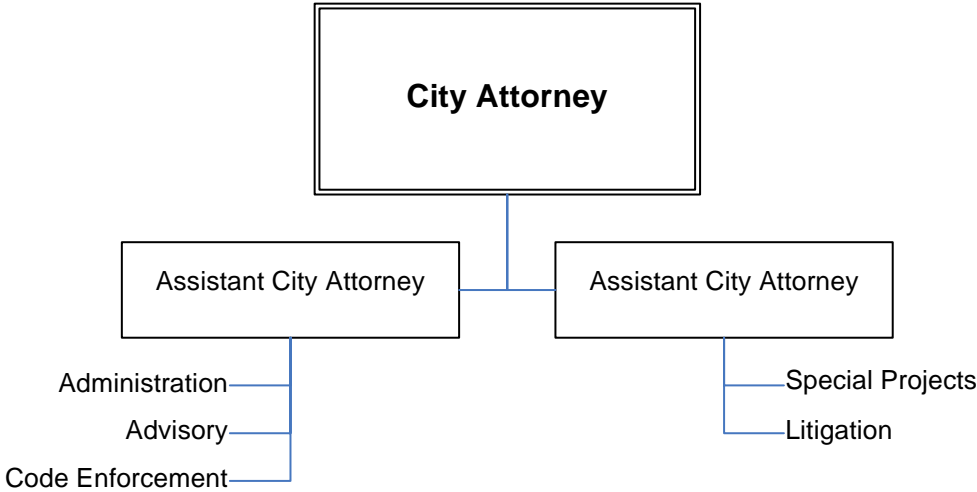 City Attorney
Assistant City Attorney
Assistant City Attorney
Administration
Advisory
Code Enforcement
Special Projects
Litigation